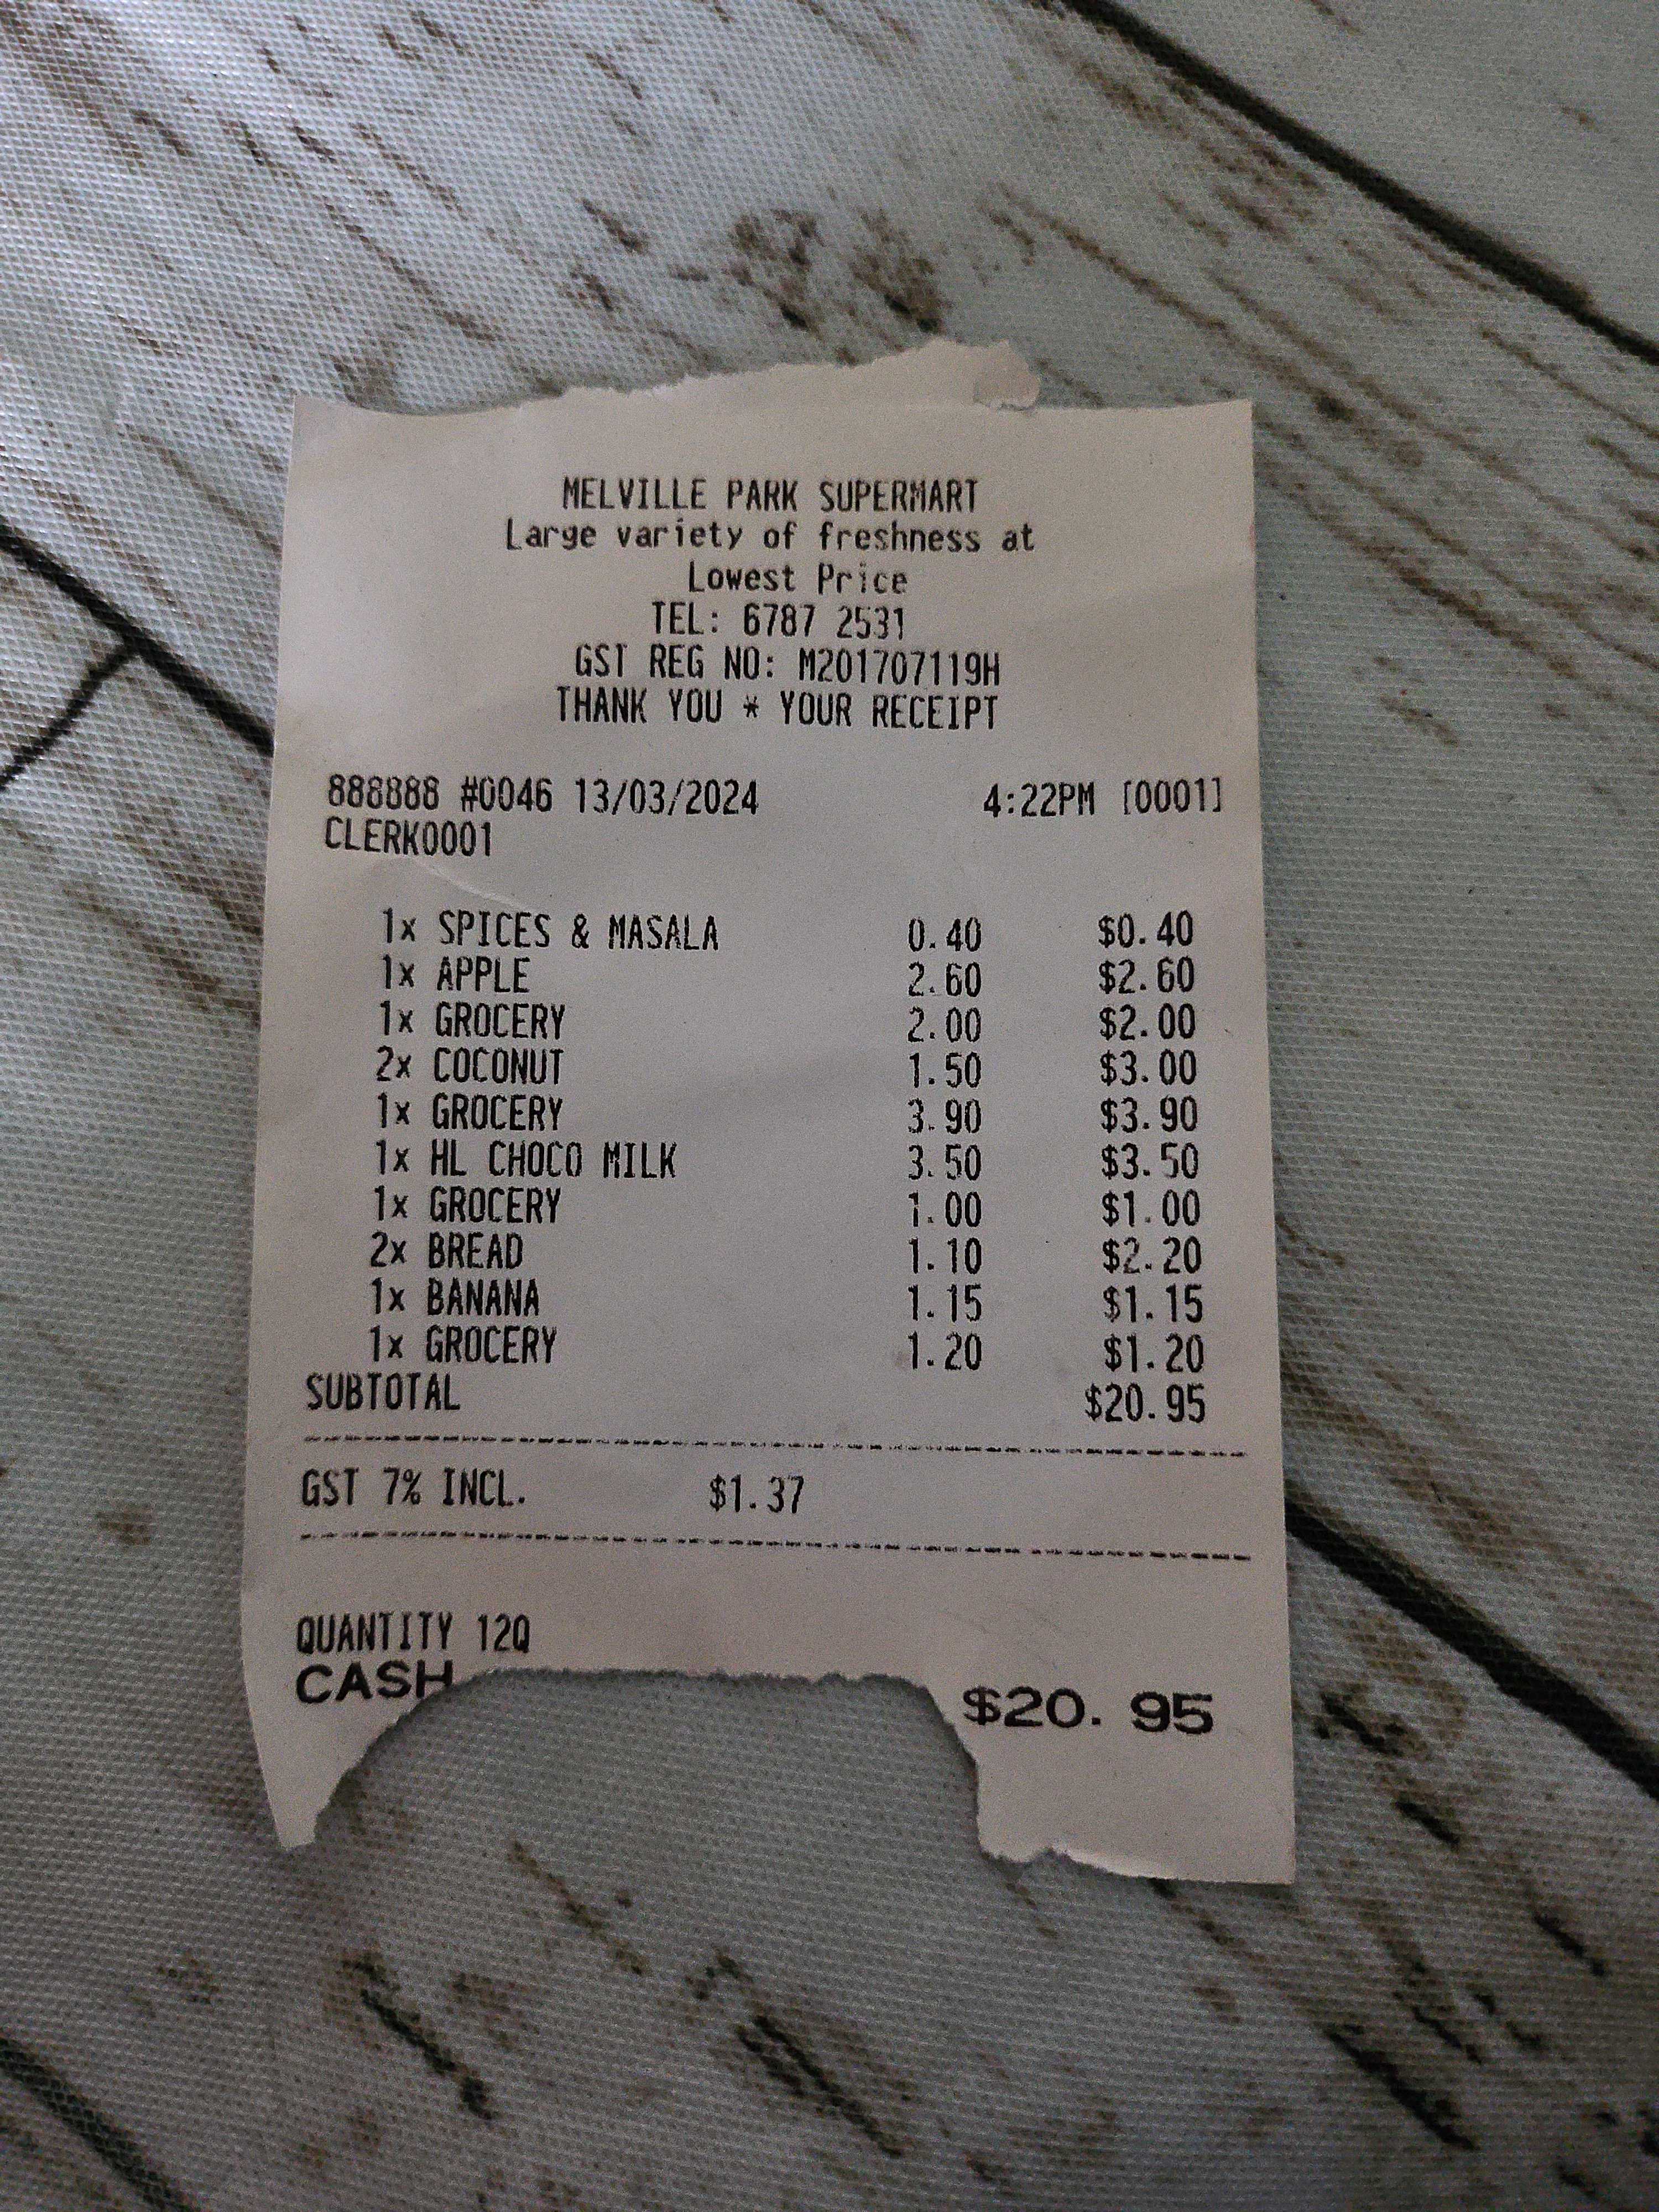 MELVILLE PARK SUPERMART
Large variety of freshness at
Lowest Price
TEL: 6787 2531
GST REG NO: M201707119H
THANK YOU * YOUR RECEIPT
888888 #0046 13/03/2024 4:22PM [0001]
CLERK0001
1x SPICES & MASALA 0.40 $0.40
1x APPLE 2.60 $2.60
1x GROCERY 2.00 $2.00
2x COCONUT 1.50 $3.00
1x GROCERY 3.90 $3.90
1x HL CHOCO MILK 3.50 $3.50
1x GROCERY 1.00 $1.00
2x BREAD 1.10 $2.20
1x BANANA 1.15 $1.15
1x GROCERY 1.20 $1.20
SUBTOTAL $20.95
GST 7% INCL. $1.37
QUANTITY 12Q
CASH $20.95